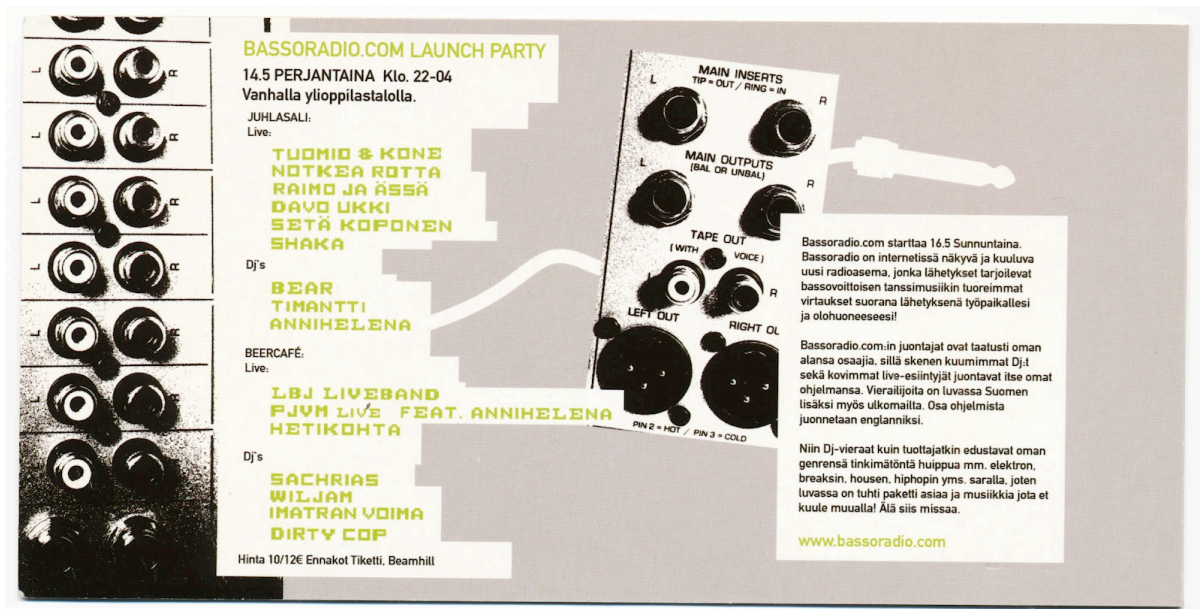 BASSORADIO.COM LAUNCH PARTY
14.5 PERJANTAINA Klo. 22-04
Vanhalla ylioppilastalolla.
JUHLASALI:
Live:
TUOMIO & KONE
NOTKEA ROTTA
RAIMO JA ÄSSÄ
DAVO UKKI
SETÄ KOPONEN
SHAKA
Dj`s
BEAR
TIMANTTI
ANNIHELENA
BEERCAFÉ:
Live:
LBJ LIVEBAND
PJVM LIVE FEAT. ANNIHELENA
HETIKOHTA
Dj`s
SACHRIAS
WILJAM
IMATRAN VOIMA
DIRTY COP
Hinta 10/12€ Ennakot Tiketti, Beamhill
L R
L R
L R
L R
L R
L R
MAIN INSERTS
TIP = OUT / RING = IN
L R
MAIN OUTPUTS
(BAL OR UNBAL)
L R
TAPE OUT
(WITH VOICE)
L R
LEFT OUT
RIGHT OU
PIN 2 = HOT / PIN 3 = COLD
Bassoradio.com starttaa 16.5 Sunnuntaina.
Bassoradio on internetissä näkyvä ja kuuluva
uusi radioasema, jonka lähetykset tarjoilevat
bassovoittoisen tanssimusiikin tuoreimmat
virtaukset suorana lähetyksenä työpaikallesi
ja olohuoneeseesi!
Bassoradio.com:in juontajat ovat taatusti oman
alansa osaajia, sillä skenen kuumimmat Dj:t
sekä kovimmat live-esiintyjät juontavat itse omat
ohjelmansa. Vierailijoita on luvassa Suomen
lisäksi myös ulkomailta. Osa ohjelmista
juonnetaan englanniksi.
Niin Dj-vieraat kuin tuottajatkin edustavat oman
genrensä tinkimätöntä huippua mm. elektron,
breaksin, housen, hiphopin yms. saralla, joten
luvassa on tuhti paketti asiaa ja musiikkia jota et
kuule muualla! Älä siis missaa.
www.bassoradio.com